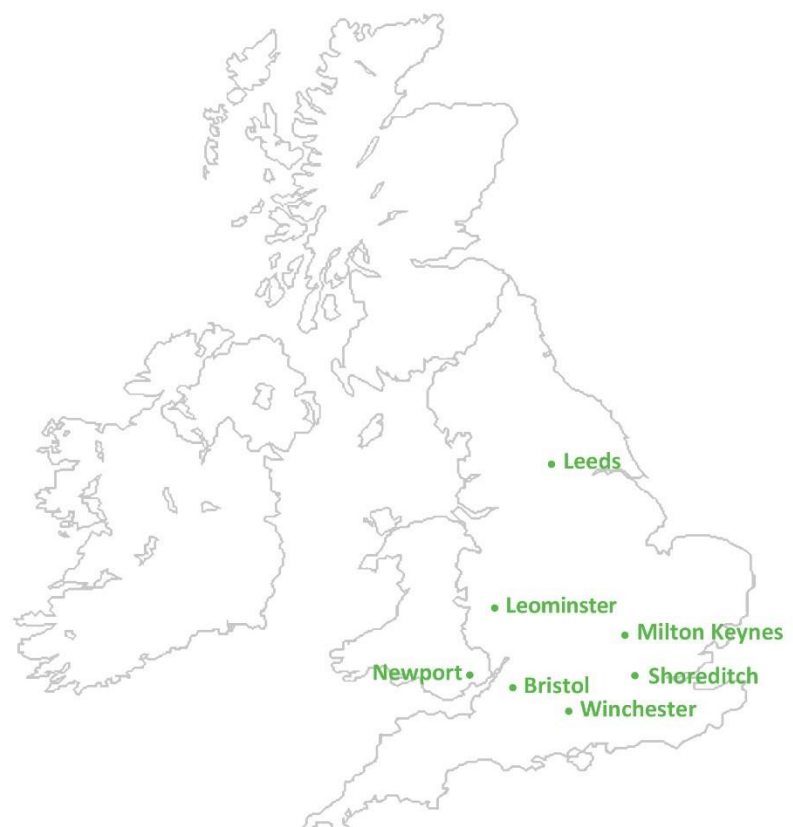 Leeds
Leominster
Milton Keynes
Newport
Shoreditch
Bristol
Winchester